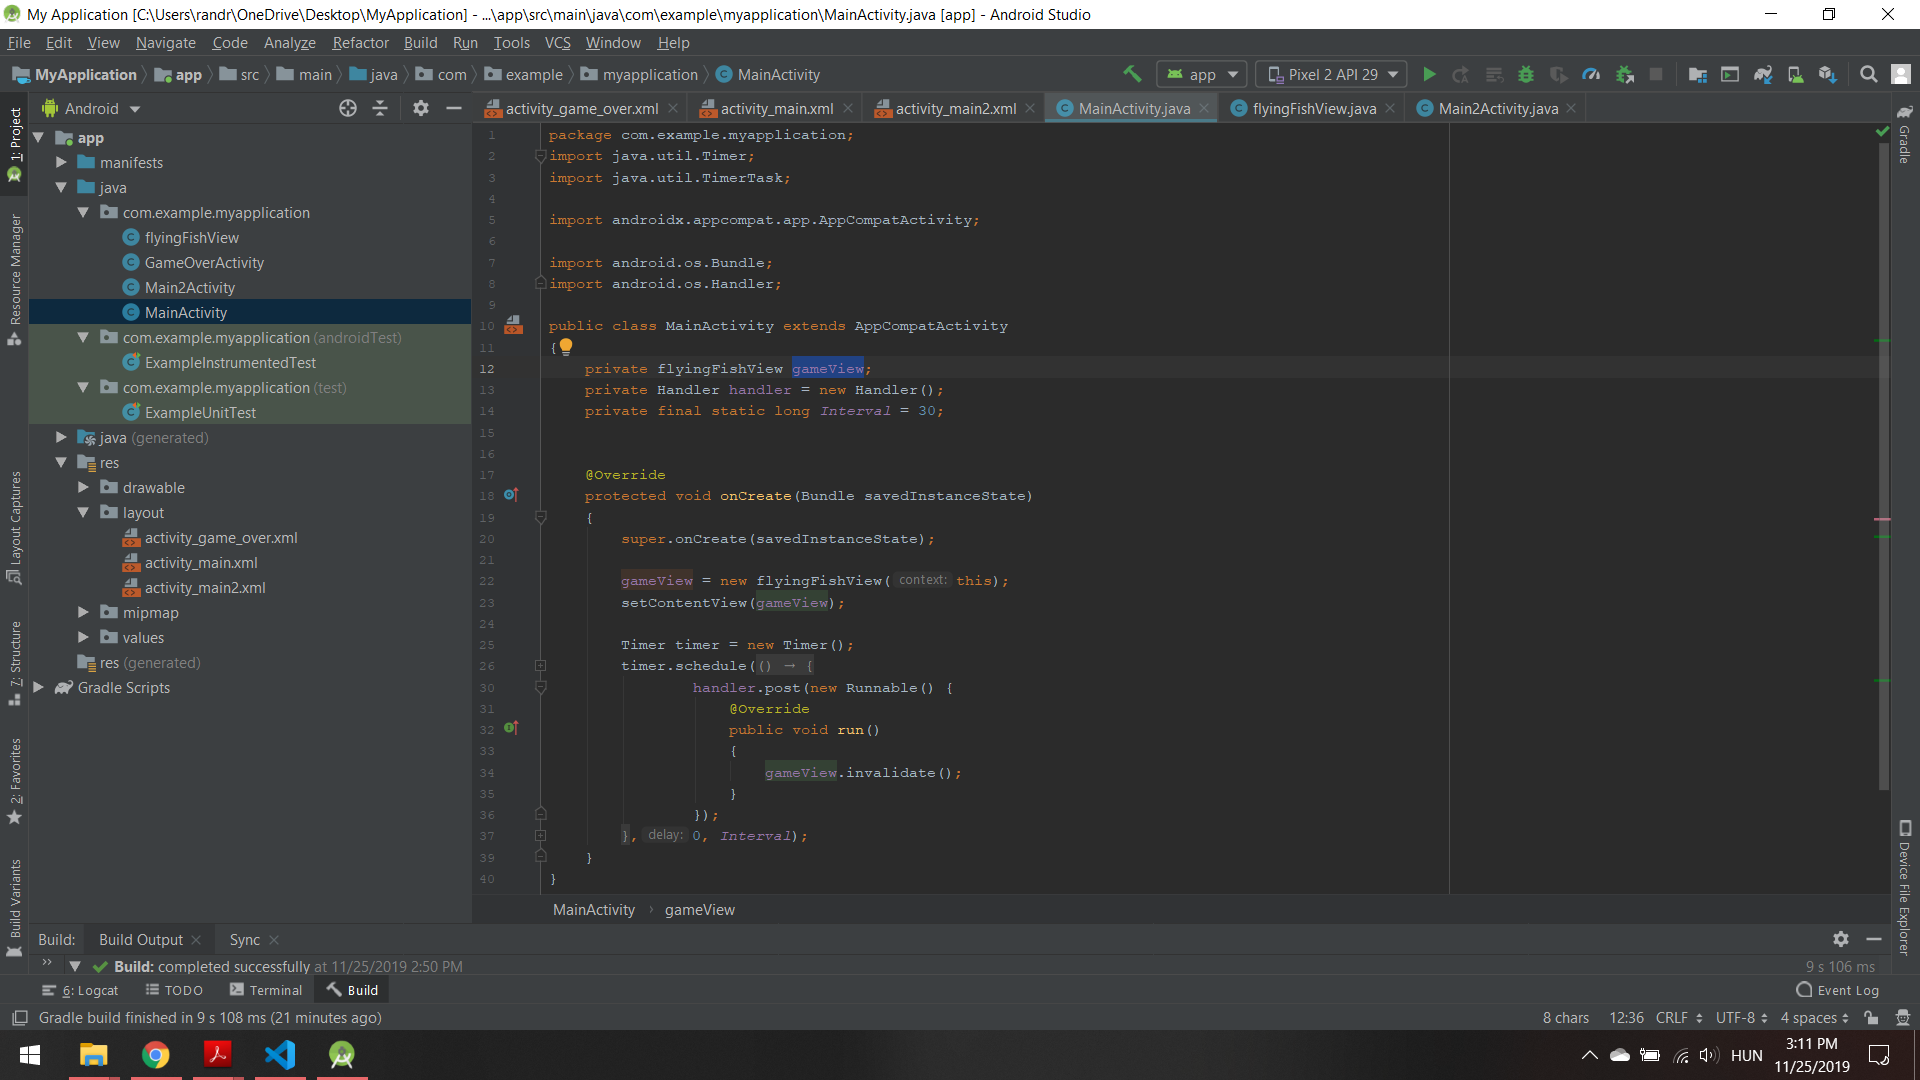 My Application [C:\Users\randr\OneDrive\Desktop\MyApplication] - ...\app\src\main\java\com\example\myapplication\MainActivity.java [app] - Android Studio
File Edit View Navigate Code Analyze Refactor Build Run Tools VCS Window Help
MyApplication app src main java com example myapplication MainActivity app Pixel 2 API 29
Android
activity_game_over.xml activity_main.xml activity_main2.xml MainActivity.java flyingFishView.java Main2Activity.java
1: Project
Resource Manager
Layout Captures
7: Structure
2: Favorites
Build Variants
app
manifests
java
com.example.myapplication
flyingFishView
GameOverActivity
Main2Activity
MainActivity
com.example.myapplication (androidTest)
ExampleInstrumentedTest
com.example.myapplication (test)
ExampleUnitTest
java (generated)
res
drawable
layout
activity_game_over.xml
activity_main.xml
activity_main2.xml
mipmap
values
res (generated)
Gradle Scripts
1 package com.example.myapplication;
2 import java.util.Timer;
3 import java.util.TimerTask;
4
5 import androidx.appcompat.app.AppCompatActivity;
6
7 import android.os.Bundle;
8 import android.os.Handler;
9
10 public class MainActivity extends AppCompatActivity
11 {
12 private flyingFishView gameView;
13 private Handler handler = new Handler();
14 private final static long Interval = 30;
15
16
17 @Override
18 protected void onCreate(Bundle savedInstanceState)
19 {
20 super.onCreate(savedInstanceState);
21
22 gameView = new flyingFishView( context: this);
23 setContentView(gameView);
24
25 Timer timer = new Timer();
26 timer.schedule(() → {
30 handler.post(new Runnable() {
31 @Override
32 public void run()
33 {
34 gameView.invalidate();
35 }
36 });
37 }, delay: 0, Interval);
39 }
40 }
MainActivity › gameView
Gradle
Device File Explorer
Build: Build Output Sync
Build: completed successfully at 11/25/2019 2:50 PM 9 s 106 ms
6: Logcat TODO Terminal Build Event Log
Gradle build finished in 9 s 108 ms (21 minutes ago) 8 chars 12:36 CRLF UTF-8 4 spaces
HUN 3:11 PM
11/25/2019